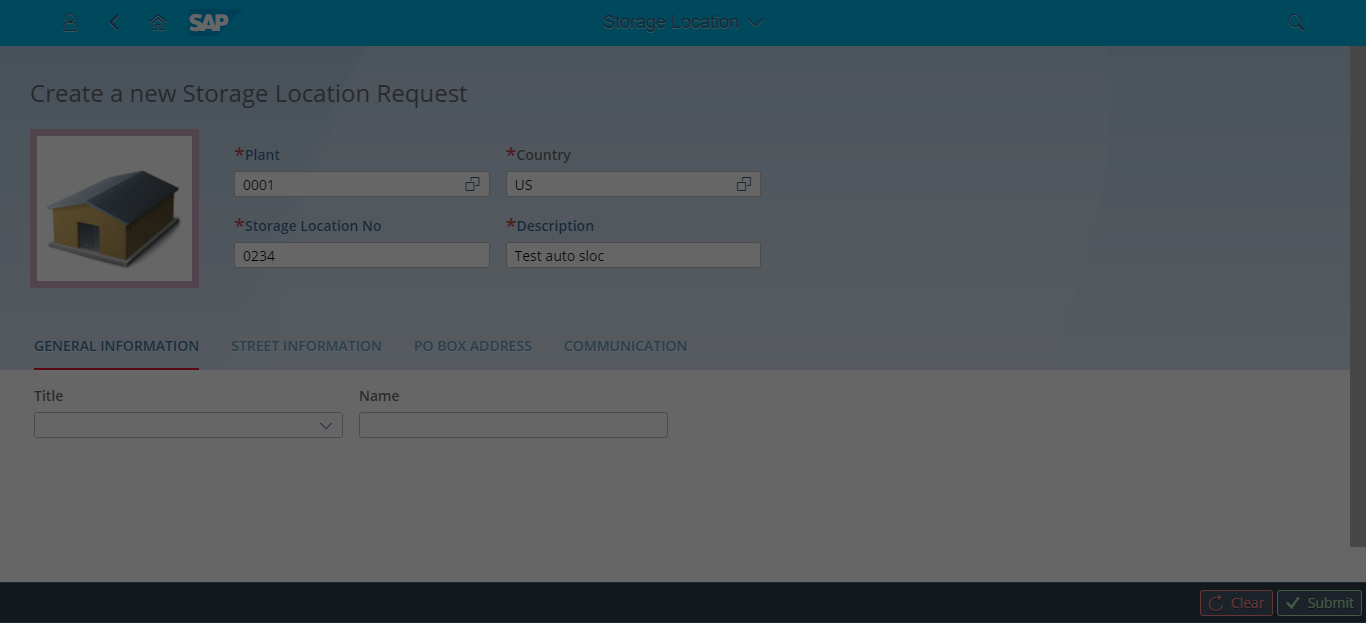 SAP Storage Location
Create a new Storage Location Request
*Plant *Country
0001 US
*Storage Location No *Description
0234 Test auto sloc
GENERAL INFORMATION STREET INFORMATION PO BOX ADDRESS COMMUNICATION
Title Name
Clear Submit